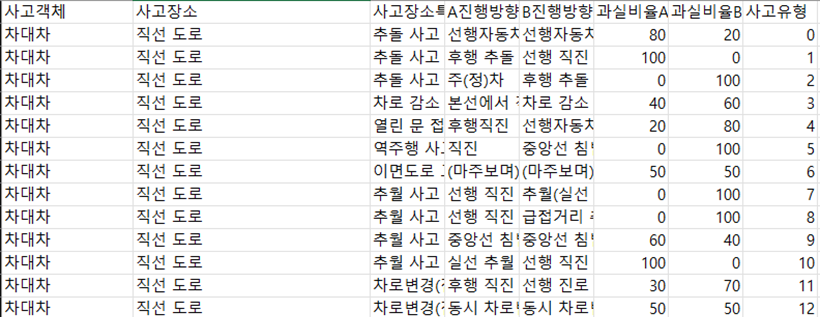 사고객체 사고장소 사고장소특 A진행방향 B진행방향 과실비율A 과실비율B 사고유형
차대차 직선 도로 추돌 사고 선행자동차 선행자동차 80 20 0
차대차 직선 도로 추돌 사고 후행 추돌 선행 직진 100 0 1
차대차 직선 도로 추돌 사고 주(정)차 후행 추돌 0 100 2
차대차 직선 도로 차로 감소 본선에서 차로 감소 40 60 3
차대차 직선 도로 열린 문 접 후행직진 선행자동차 20 80 4
차대차 직선 도로 역주행 사고 직진 중앙선 침 0 100 5
차대차 직선 도로 이면도로 (마주보며) (마주보며) 50 50 6
차대차 직선 도로 추월 사고 선행 직진 추월(실선 0 100 7
차대차 직선 도로 추월 사고 선행 직진 급접거리 0 100 8
차대차 직선 도로 추월 사고 중앙선 침 중앙선 침 60 40 9
차대차 직선 도로 추월 사고 실선 추월 선행 직진 100 0 10
차대차 직선 도로 차로변경( 후행 직진 선행 진로 30 70 11
차대차 직선 도로 차로변경( 동시 차로 동시 차로 50 50 12